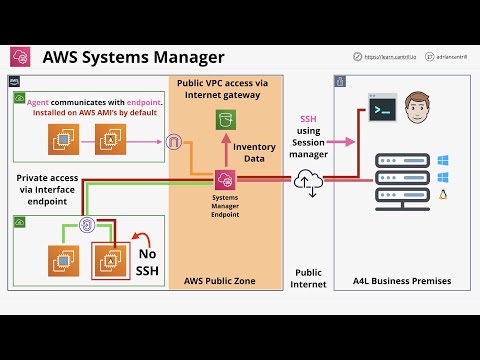 AWS Systems Manager
https://learn.cantrill.io
adriancantrill
aws
Public VPC access via
Internet gateway
Agent communicates with endpoint.
Installed on AWS AMI's by default
SSH
using
Session
manager
Inventory
Data
Private access
via Interface
endpoint
Systems
Manager
Endpoint
No
SSH
AWS Public Zone
Public
Internet
A4L Business Premises